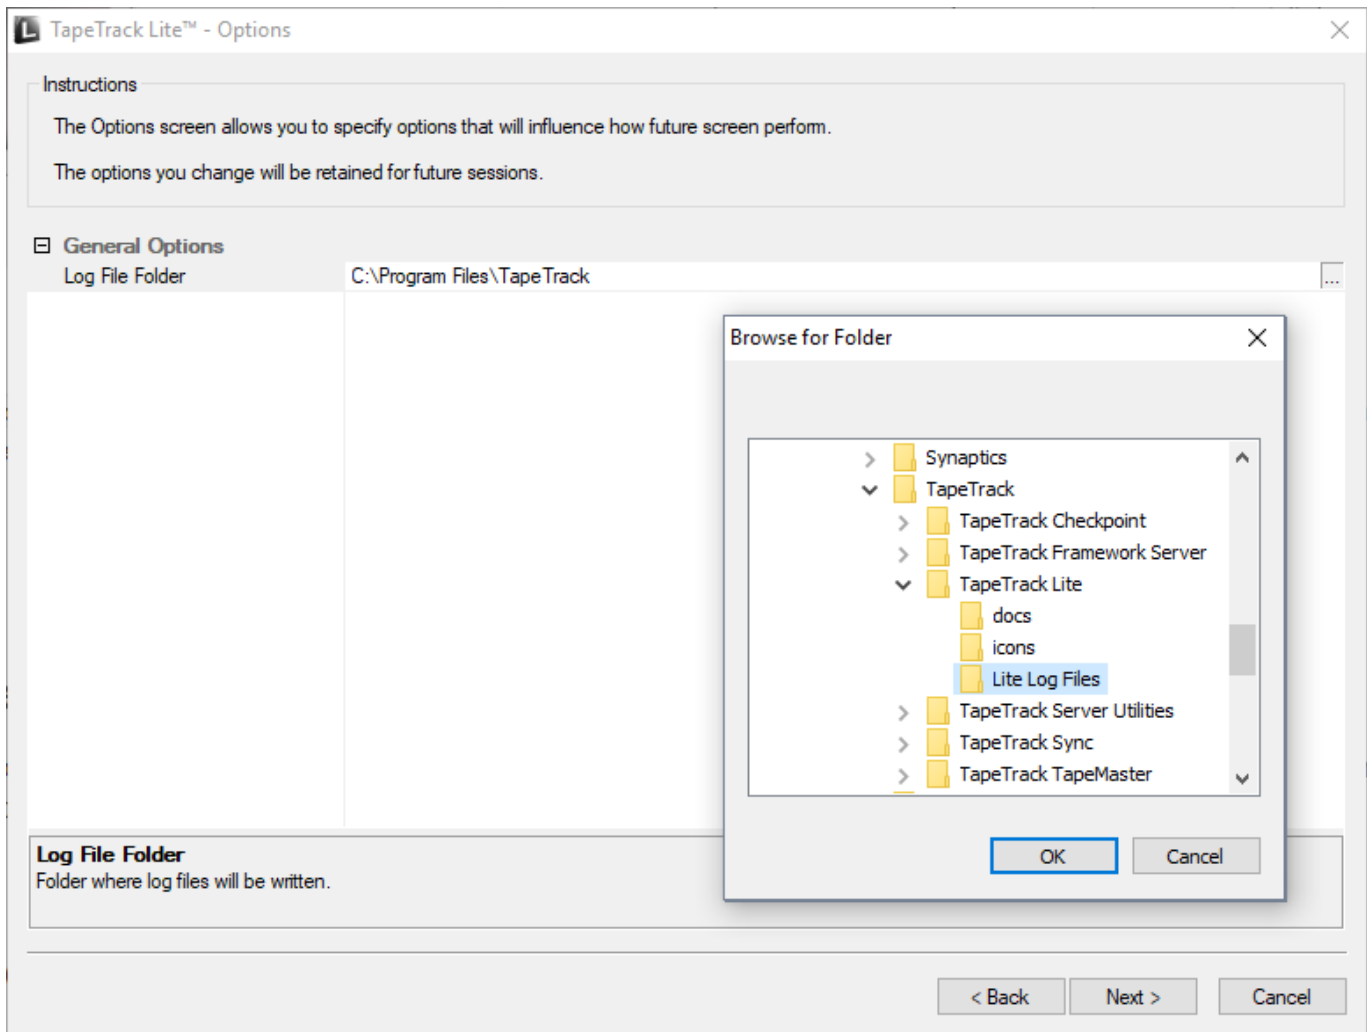 TapeTrack Lite™ - Options
Instructions
The Options screen allows you to specify options that will influence how future screen perform.
The options you change will be retained for future sessions.
General Options
Log File Folder
C:\Program Files\TapeTrack
...
Browse for Folder
Synaptics
TapeTrack
TapeTrack Checkpoint
TapeTrack Framework Server
TapeTrack Lite
docs
icons
Lite Log Files
TapeTrack Server Utilities
TapeTrack Sync
TapeTrack TapeMaster
OK
Cancel
Log File Folder
Folder where log files will be written.
< Back
Next >
Cancel